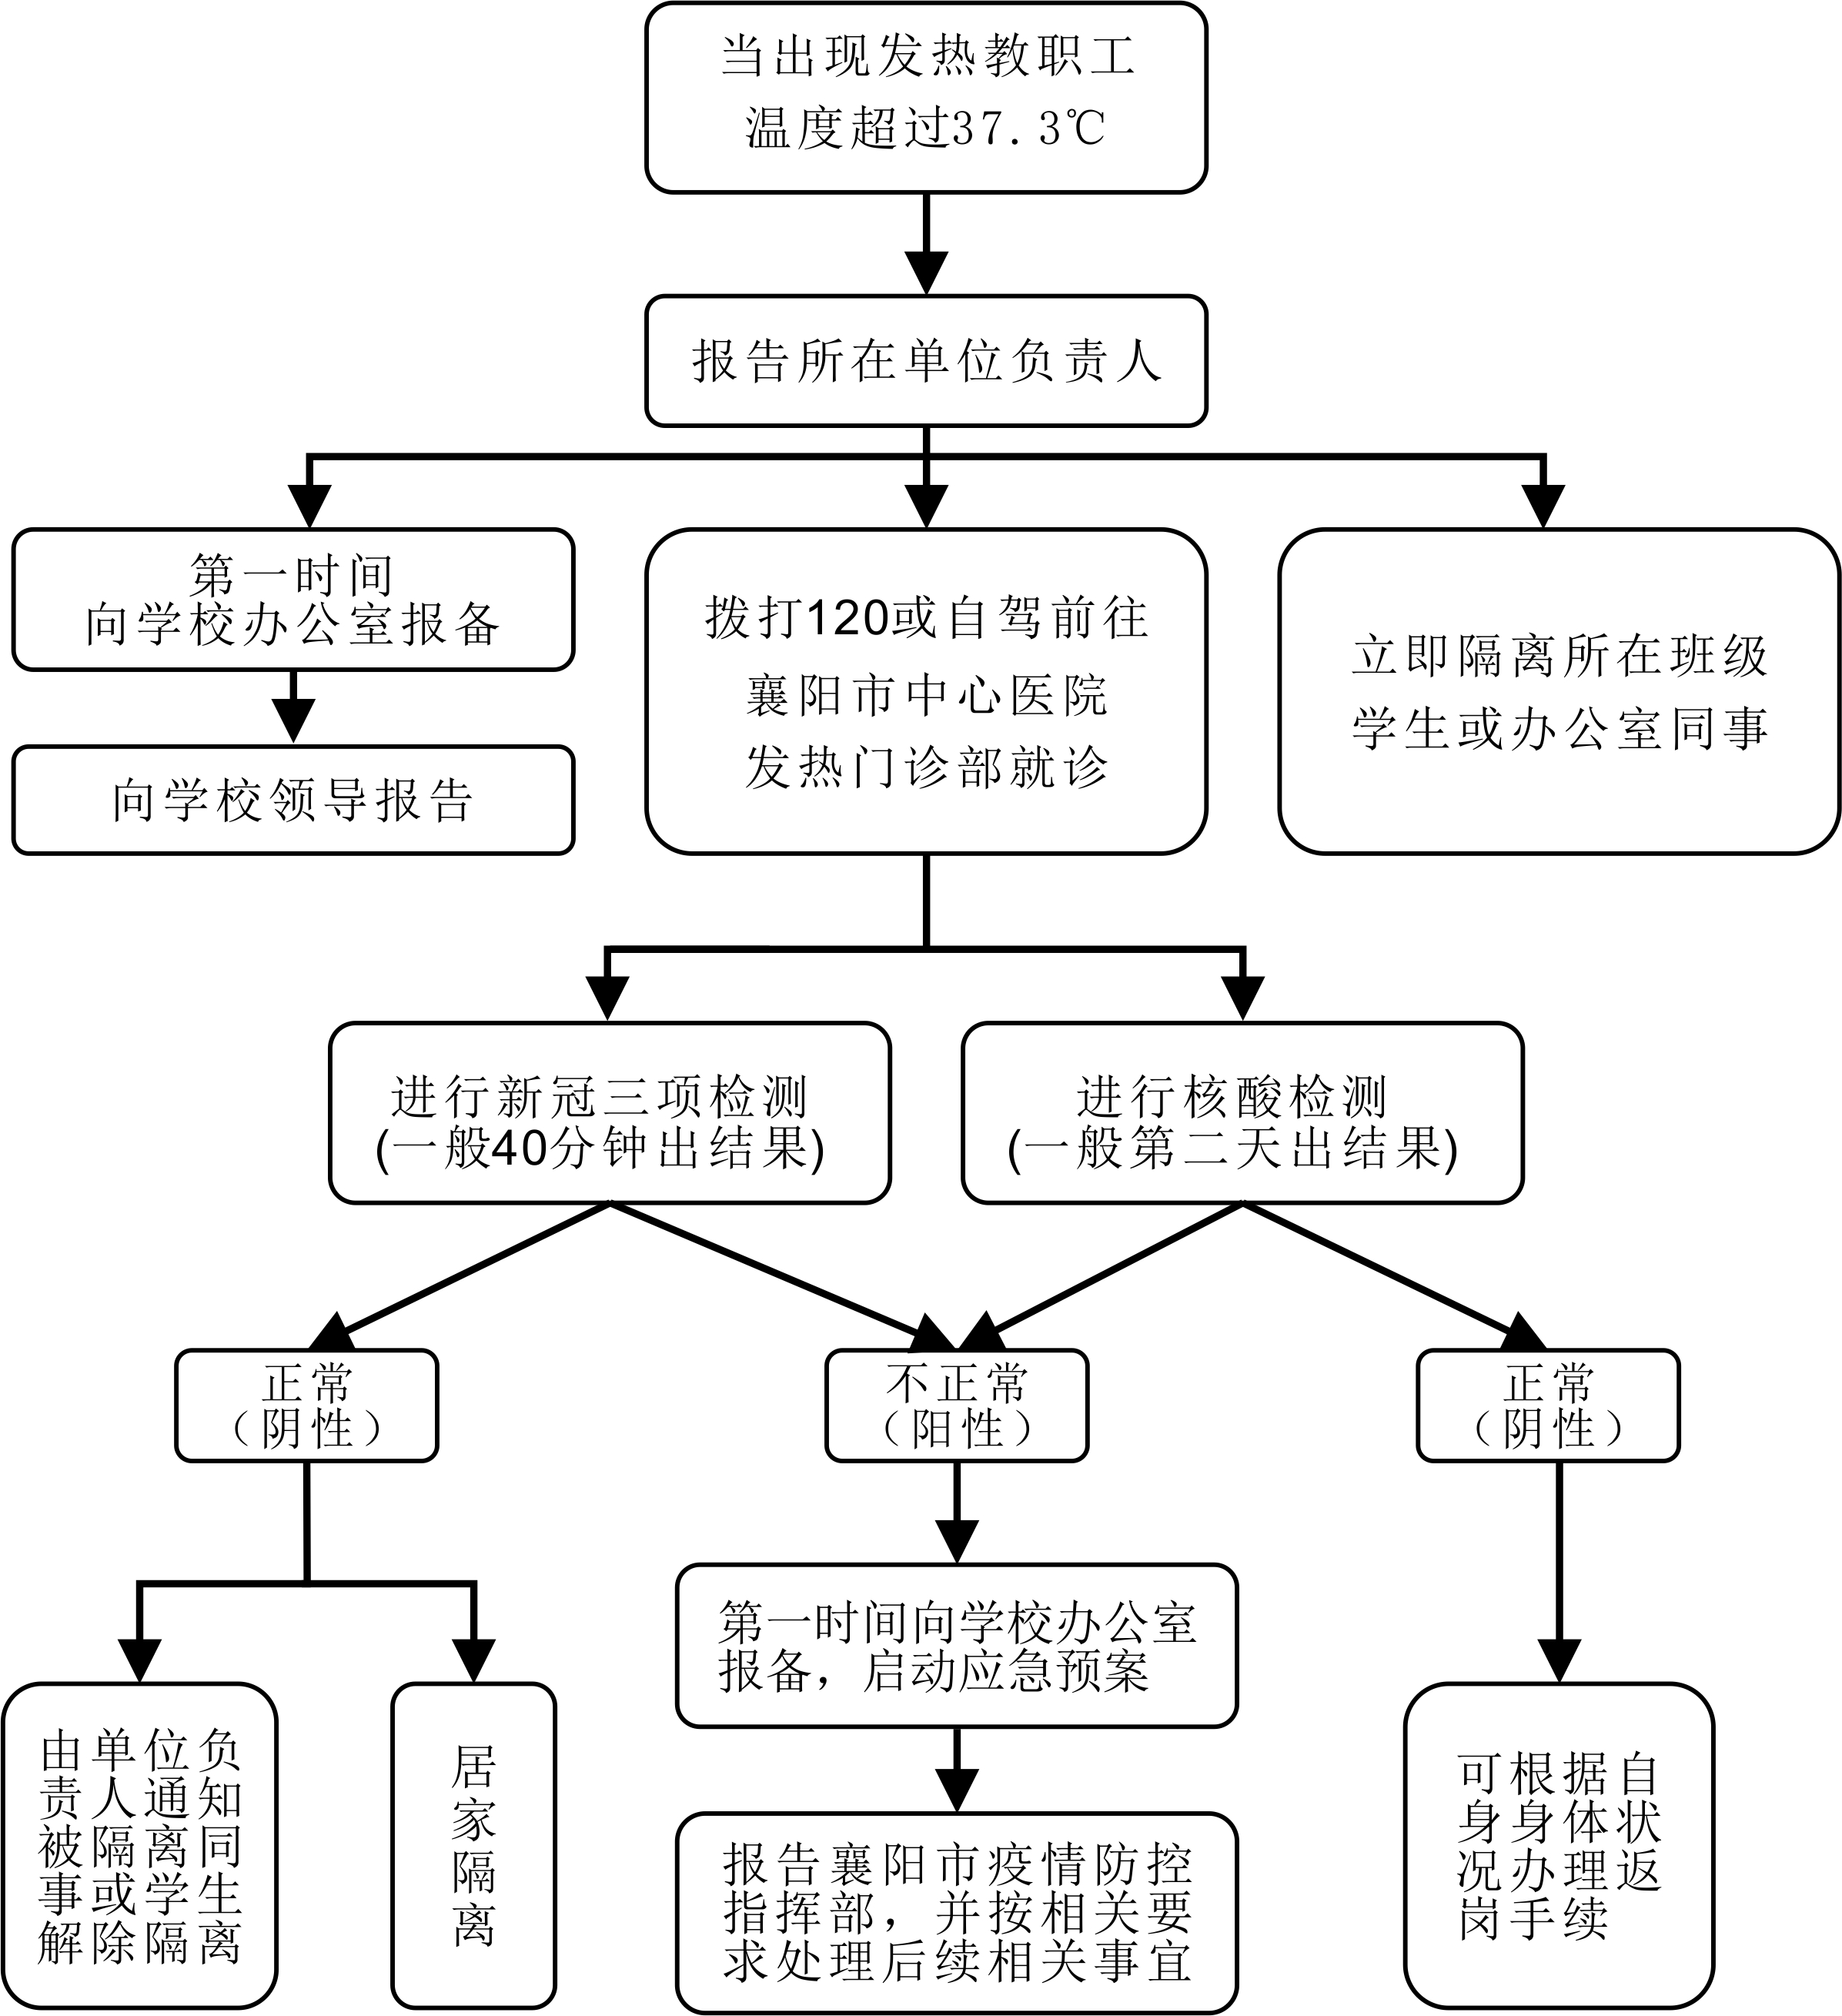 当出现发热教职工
温度超过37.3℃
报告所在单位负责人
第一时间
向学校办公室报备
向学校领导报告
拨打120或自驾前往
襄阳市中心医院
发热门诊部就诊
立即隔离所在班级
学生或办公室同事
进行新冠三项检测
(一般40分钟出结果)
进行核酸检测
(一般第二天出结果)
正常
（阴性）
不正常
（阳性）
正常
（阴性）
由单位负
责人通知
被隔离同
事或学生
解除隔离
居
家
隔
离
第一时间向学校办公室
报备，启动应急预案
报告襄阳市疫情防控
指挥部，并按相关要
求处理后续相关事宜
可根据自
身身体状
况办理返
岗手续